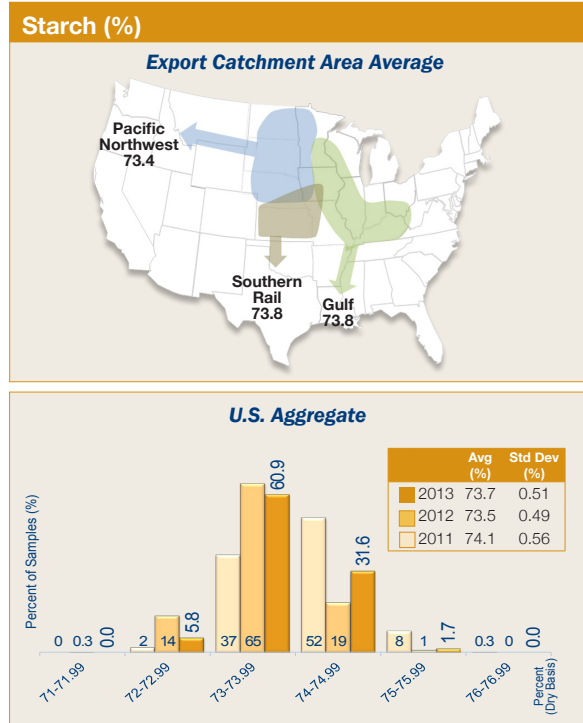 Starch (%)
Export Catchment Area Average
Pacific
Northwest
73.4
Southern
Rail
73.8
Gulf
73.8
U.S. Aggregate
Avg
(%)
Std Dev
(%)
2013 73.7 0.51
2012 73.5 0.49
2011 74.1 0.56
Percent of Samples (%)
0 0.3 0.0
2 14 5.8
37 65 60.9
52 19 31.6
8 1 1.7
0.3 0 0.0
71-71.99
72-72.99
73-73.99
74-74.99
75-75.99
76-76.99
Percent
(Dry Basis)